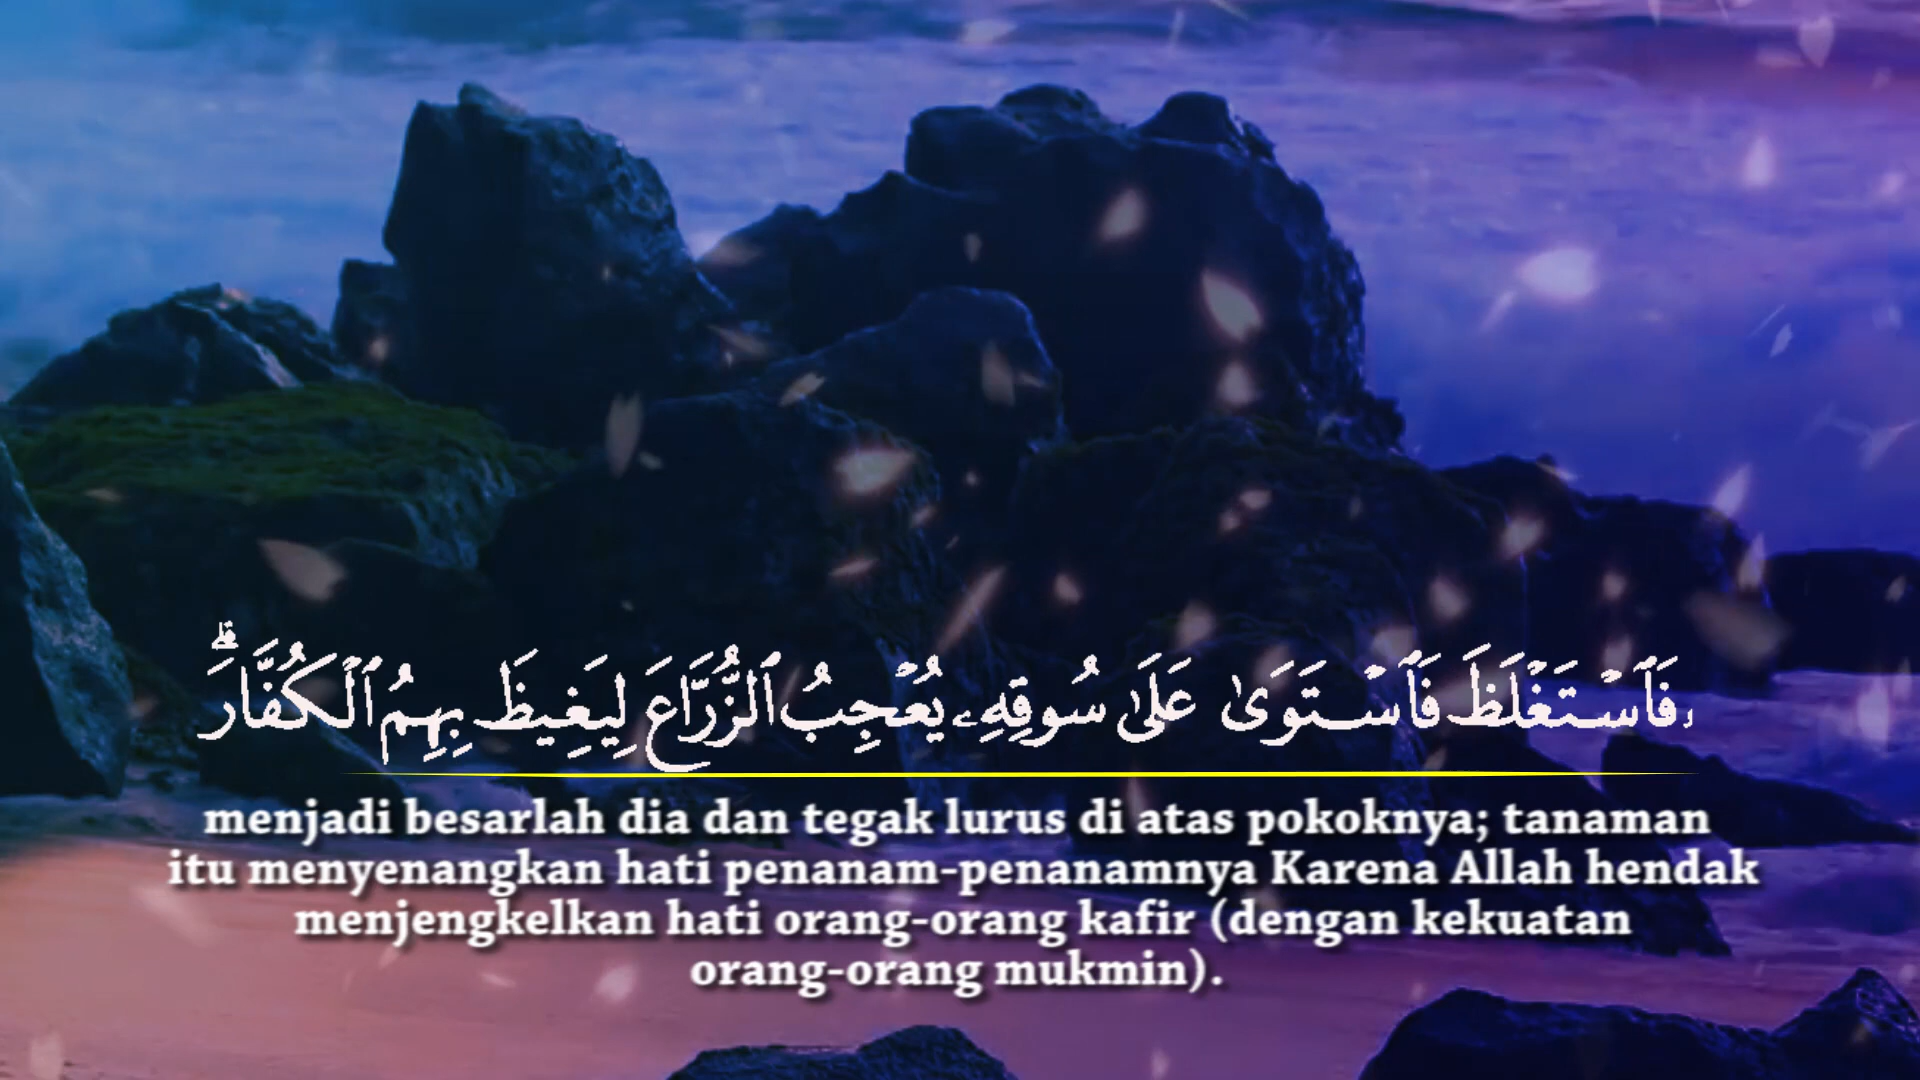 فَٱسۡتَغۡلَظَ فَٱسۡتَوَىٰ عَلَىٰ سُوقِهِۦ يُعۡجِبُ ٱلزُّرَّاعَ لِيَغِيظَ بِهِمُ ٱلۡكُفَّارَۗ
menjadi besarlah dia dan tegak lurus di atas pokoknya; tanaman
itu menyenangkan hati penanam-penanamnya Karena Allah hendak
menjengkelkan hati orang-orang kafir (dengan kekuatan
orang-orang mukmin).